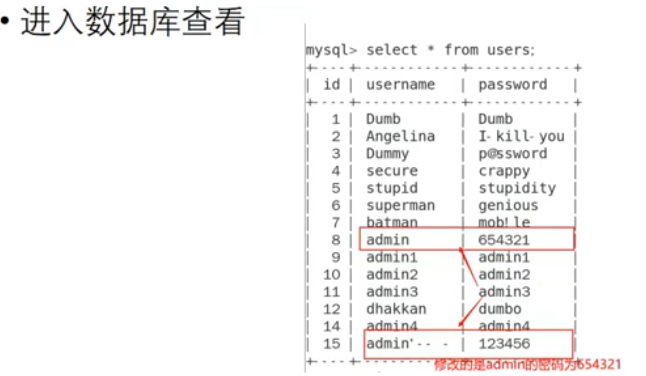 • 进入数据库查看
mysql> select * from users;
+----+-----------+-----------+
| id | username | password |
+----+-----------+-----------+
| 1 | Dumb | Dumb |
| 2 | Angelina | I-kill-you |
| 3 | Dummy | p@ssword |
| 4 | secure | crappy |
| 5 | stupid | stupidity |
| 6 | superman | genious |
| 7 | batman | mob!le |
| 8 | admin | 654321 |
| 9 | admin1 | admin1 |
| 10 | admin2 | admin2 |
| 11 | admin3 | admin3 |
| 12 | dhakkan | dumbo |
| 14 | admin4 | admin4 |
| 15 | admin'-- - | 123456 |
+----+-----------+-----------+
修改的是admin的密码为654321